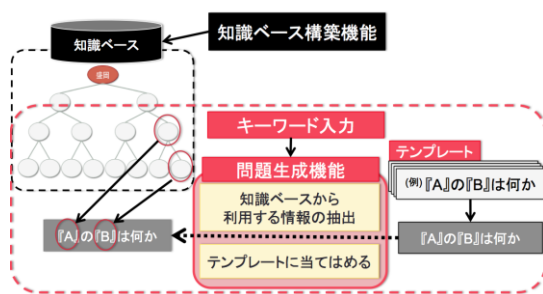 知識ベース
知識ベース構築機能
盛岡
キーワード入力
問題生成機能
テンプレート
(例)『A』の『B』は何か
知識ベースから
利用する情報の抽出
『A』の『B』は何か
『A』の『B』は何か
テンプレートに当てはめる